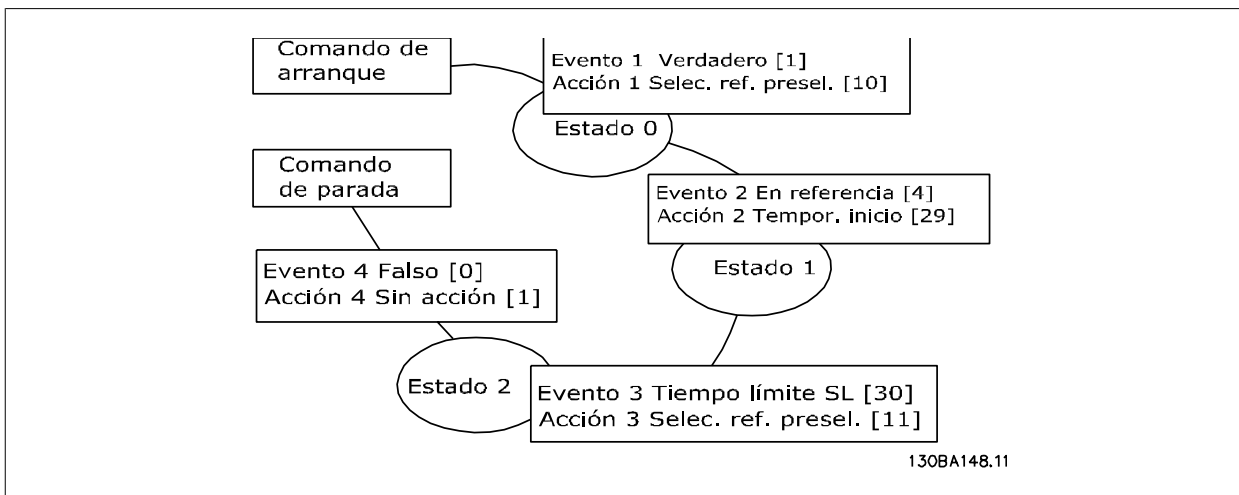 Comando de
arranque
Evento 1  Verdadero [1]
Acción 1 Selec. ref. presel. [10]
Estado 0
Comando
de parada
Evento 2 En referencia [4]
Acción 2 Tempor. inicio [29]
Estado 1
Evento 4 Falso [0]
Acción 4 Sin acción [1]
Estado 2
Evento 3 Tiempo límite SL [30]
Acción 3 Selec. ref. presel. [11]
130BA148.11